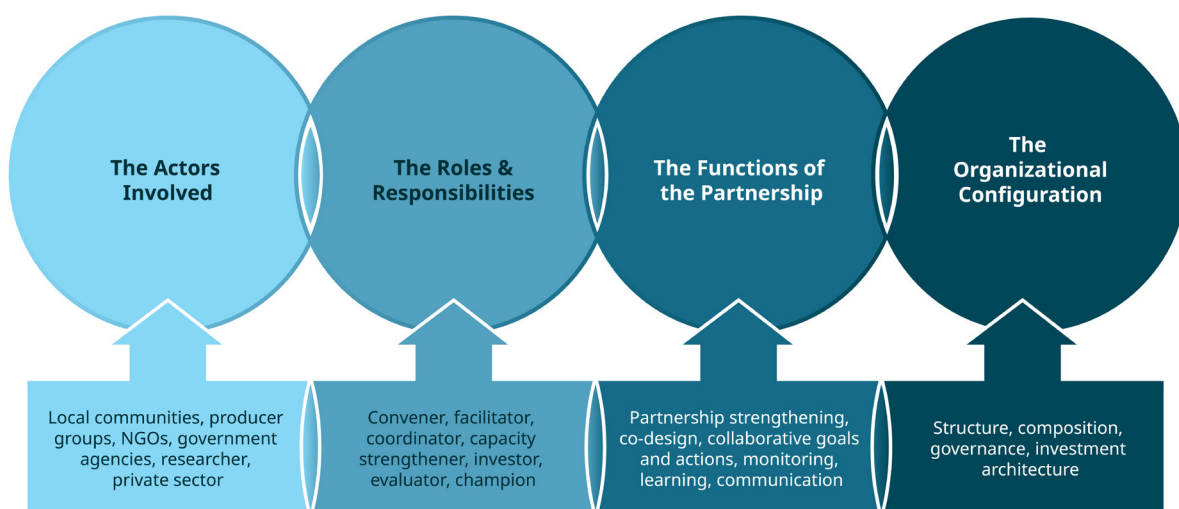 The Actors
Involved
The Roles &
Responsibilities
The Functions of
the Partnership
The
Organizational
Configuration
Local communities, producer
groups, NGOs, government
agencies, researcher,
private sector
Convener, facilitator,
coordinator, capacity
strengthener, investor,
evaluator, champion
Partnership strengthening,
co-design, collaborative goals
and actions, monitoring,
learning, communication
Structure, composition,
governance, investment
architecture